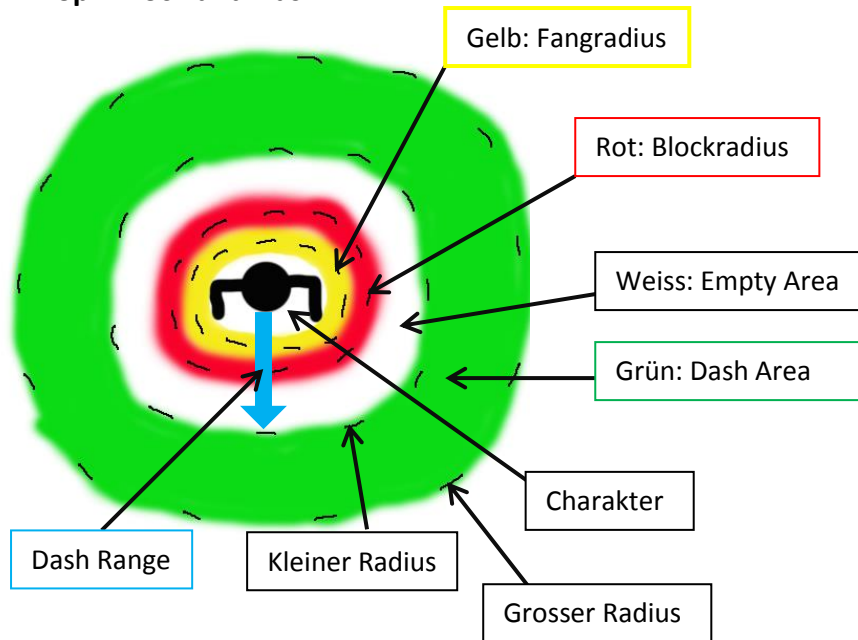 Gelb: Fangradius
Rot: Blockradius
Weiss: Empty Area
Grün: Dash Area
Charakter
Dash Range
Kleiner Radius
Grosser Radius